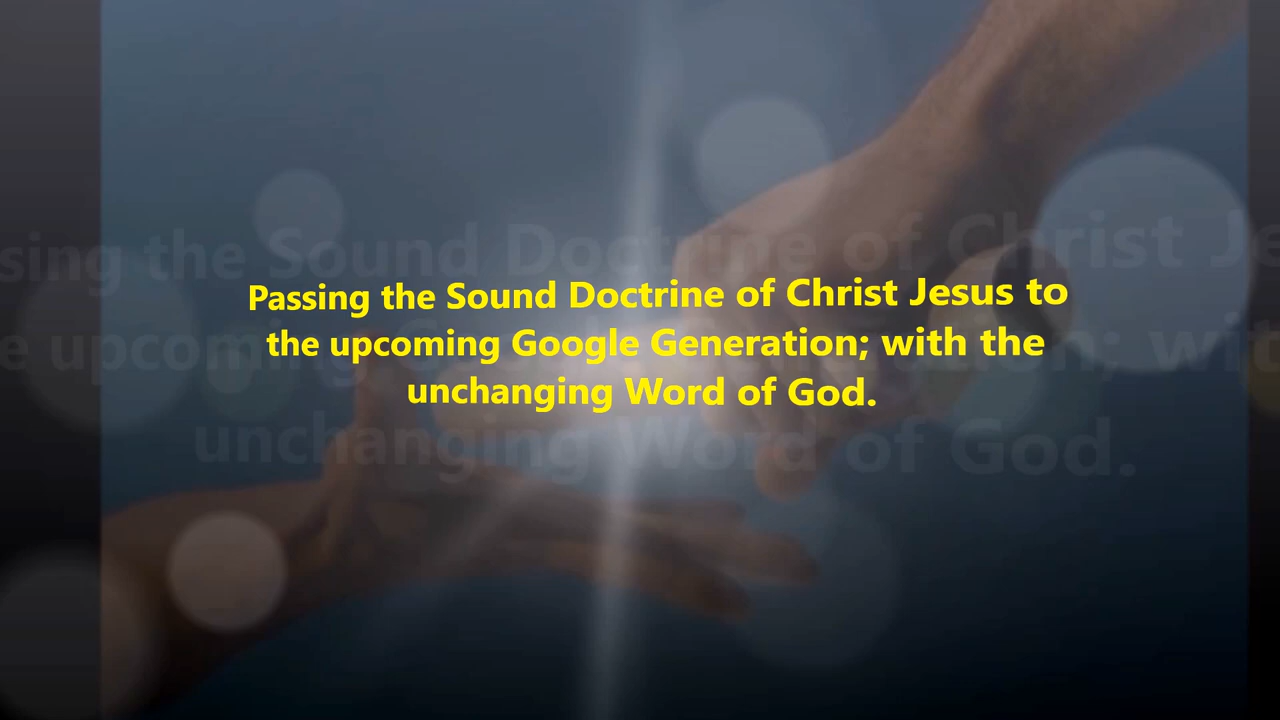 Passing the Sound Doctrine of Christ Jesus to
the upcoming Google Generation; with the
unchanging Word of God.